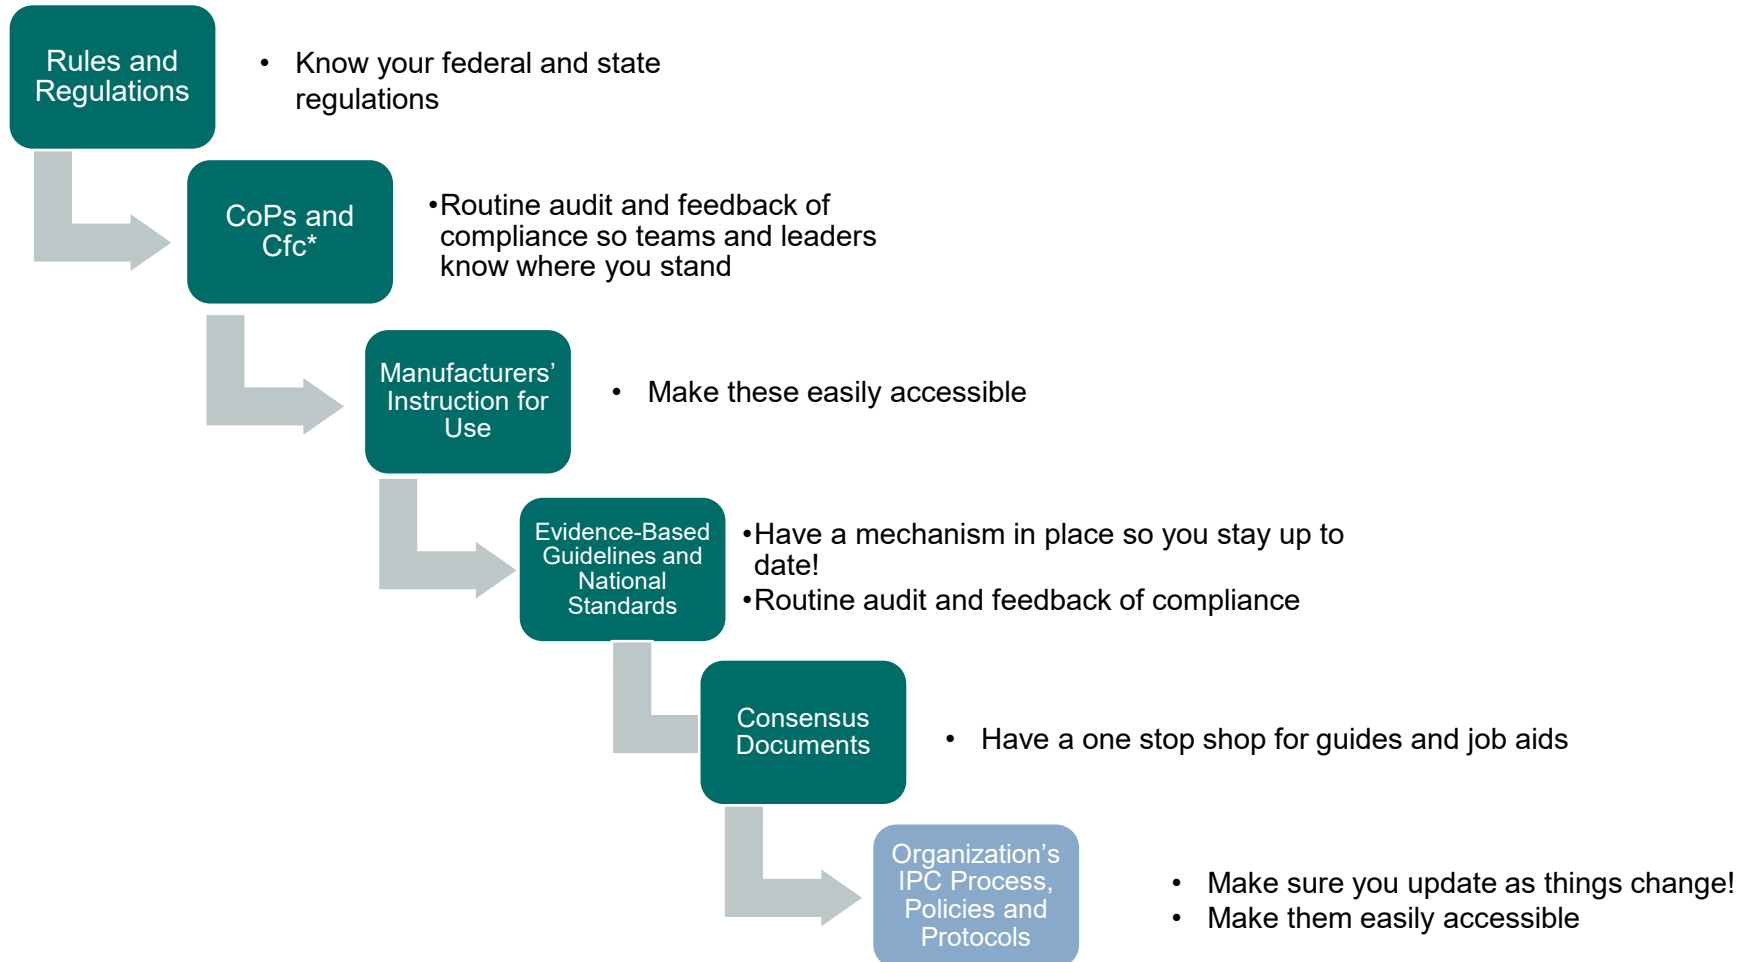 Rules and
Regulations
• Know your federal and state
regulations
CoPs and
Cfc*
•Routine audit and feedback of
compliance so teams and leaders
know where you stand
Manufacturers’
Instruction for
Use
• Make these easily accessible
Evidence-Based
Guidelines and
National
Standards
•Have a mechanism in place so you stay up to
date!
•Routine audit and feedback of compliance
Consensus
Documents
• Have a one stop shop for guides and job aids
Organization’s
IPC Process,
Policies and
Protocols
• Make sure you update as things change!
• Make them easily accessible